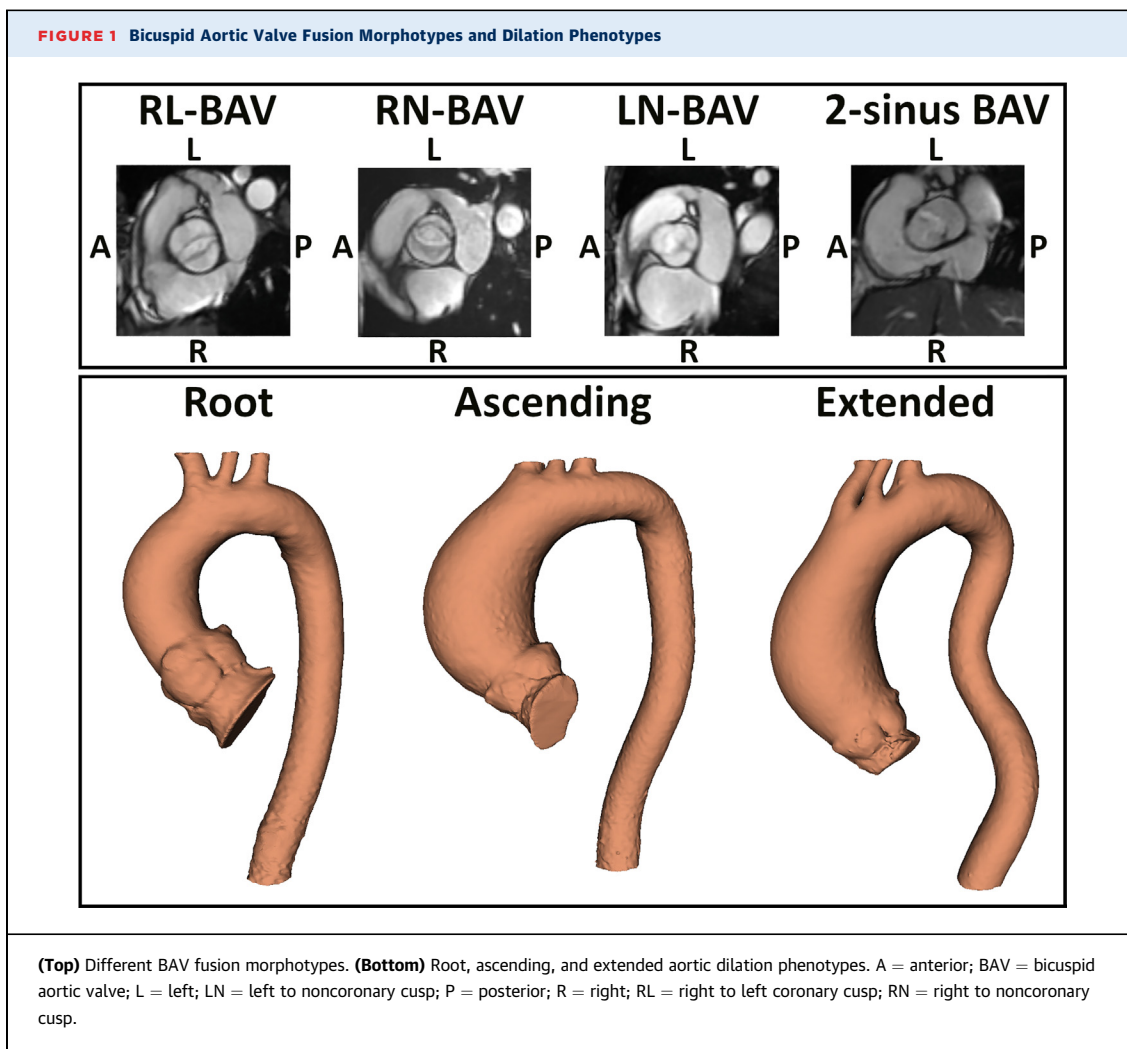 FIGURE 1 Bicuspid Aortic Valve Fusion Morphotypes and Dilation Phenotypes
RL-BAV RN-BAV LN-BAV 2-sinus BAV
L L L L
A P A P A P A P
R R R R
Root Ascending Extended
(Top) Different BAV fusion morphotypes. (Bottom) Root, ascending, and extended aortic dilation phenotypes. A = anterior; BAV = bicuspid
aortic valve; L = left; LN = left to noncoronary cusp; P = posterior; R = right; RL = right to left coronary cusp; RN = right to noncoronary
cusp.